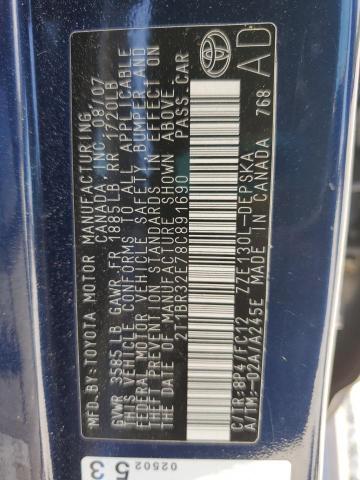 MFD.BY:TOYOTA MOTOR MANUFACTURING
CANADA, INC. 08/07
GVWR 3585LB GAWR FR 1885LB RR 1720LB
THIS VEHICLE CONFORMS TO ALL APPLICABLE
FEDERAL MOTOR VEHICLE SAFETY, BUMPER, AND
THEFT PREVENTION STANDARDS IN EFFECT ON
THE DATE OF MANUFACTURE SHOWN ABOVE.
2T1BR32E78C891690 PASS.CAR
C/TR:8P4/FC12 ZZE130L-DEPSKA
A/TM:-02A/A245E MADE IN CANADA 768
AD
02502
53